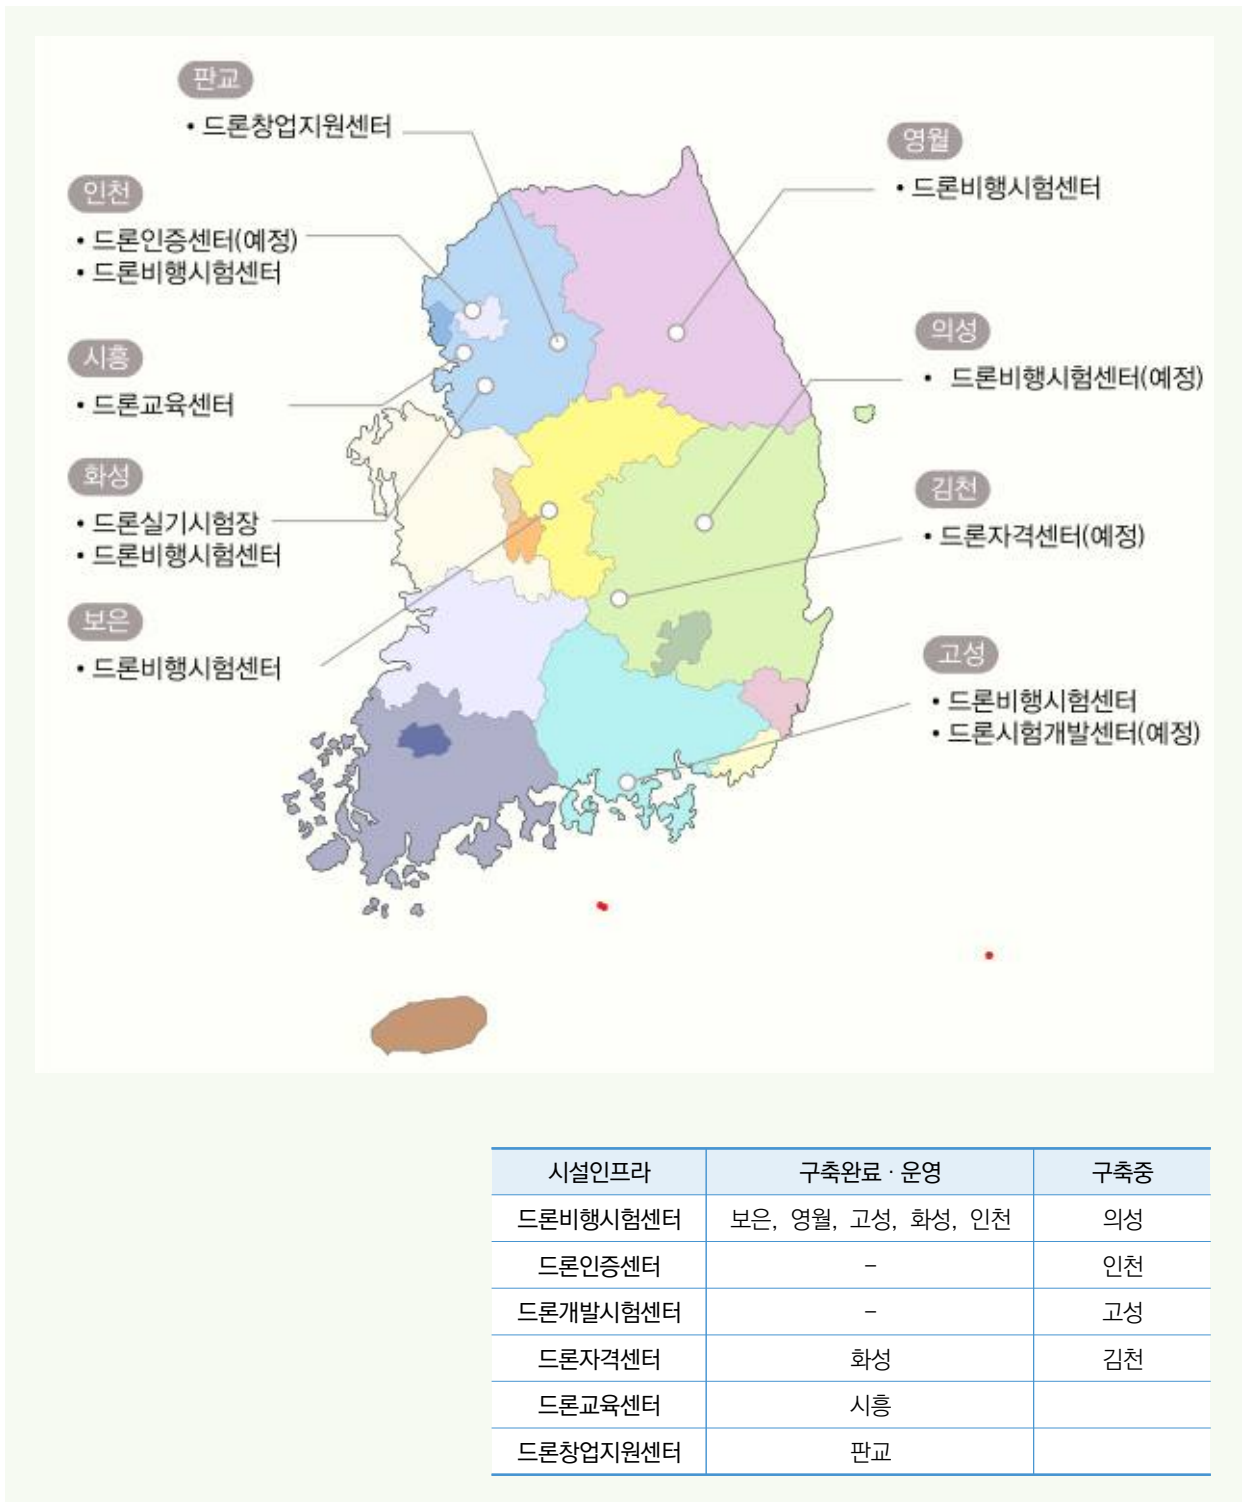 판교
• 드론창업지원센터
인천
• 드론인증센터(예정)
• 드론비행시험센터
시흥
• 드론교육센터
화성
• 드론실기시험장
• 드론비행시험센터
보은
• 드론비행시험센터
영월
• 드론비행시험센터
의성
• 드론비행시험센터(예정)
김천
• 드론자격센터(예정)
고성
• 드론비행시험센터
• 드론시험개발센터(예정)
시설인프라 구축완료 · 운영 구축중
드론비행시험센터 보은, 영월, 고성, 화성, 인천 의성
드론인증센터 – 인천
드론개발시험센터 – 고성
드론자격센터 화성 김천
드론교육센터 시흥
드론창업지원센터 판교